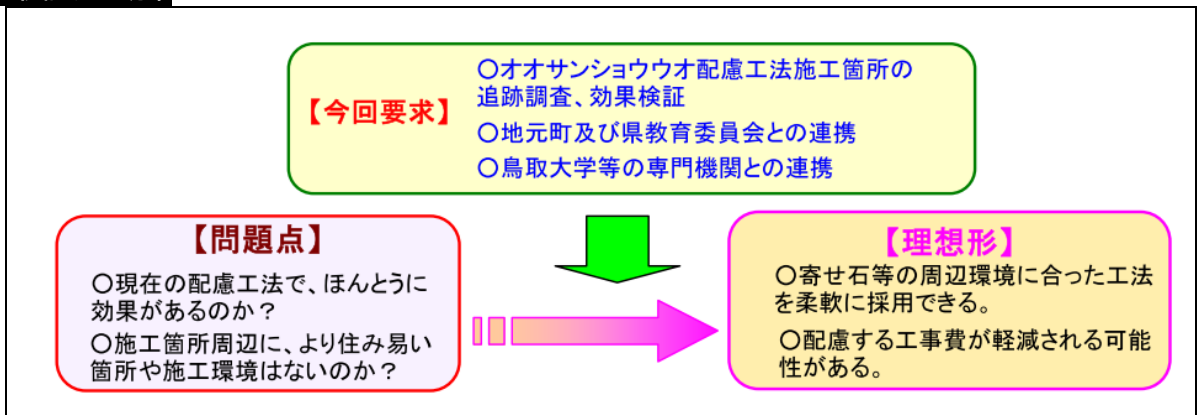 【今回要求】
〇オオサンショウウオ配慮工法施工箇所の
追跡調査、効果検証
〇地元町及び県教育委員会との連携
〇鳥取大学等の専門機関との連携
【問題点】
〇現在の配慮工法で、ほんとうに
効果があるのか？
〇施工箇所周辺に、より住み易い
箇所や施工環境はないのか？
【理想形】
〇寄せ石等の周辺環境に合った工法
を柔軟に採用できる。
〇配慮する工事費が軽減される可能
性がある。